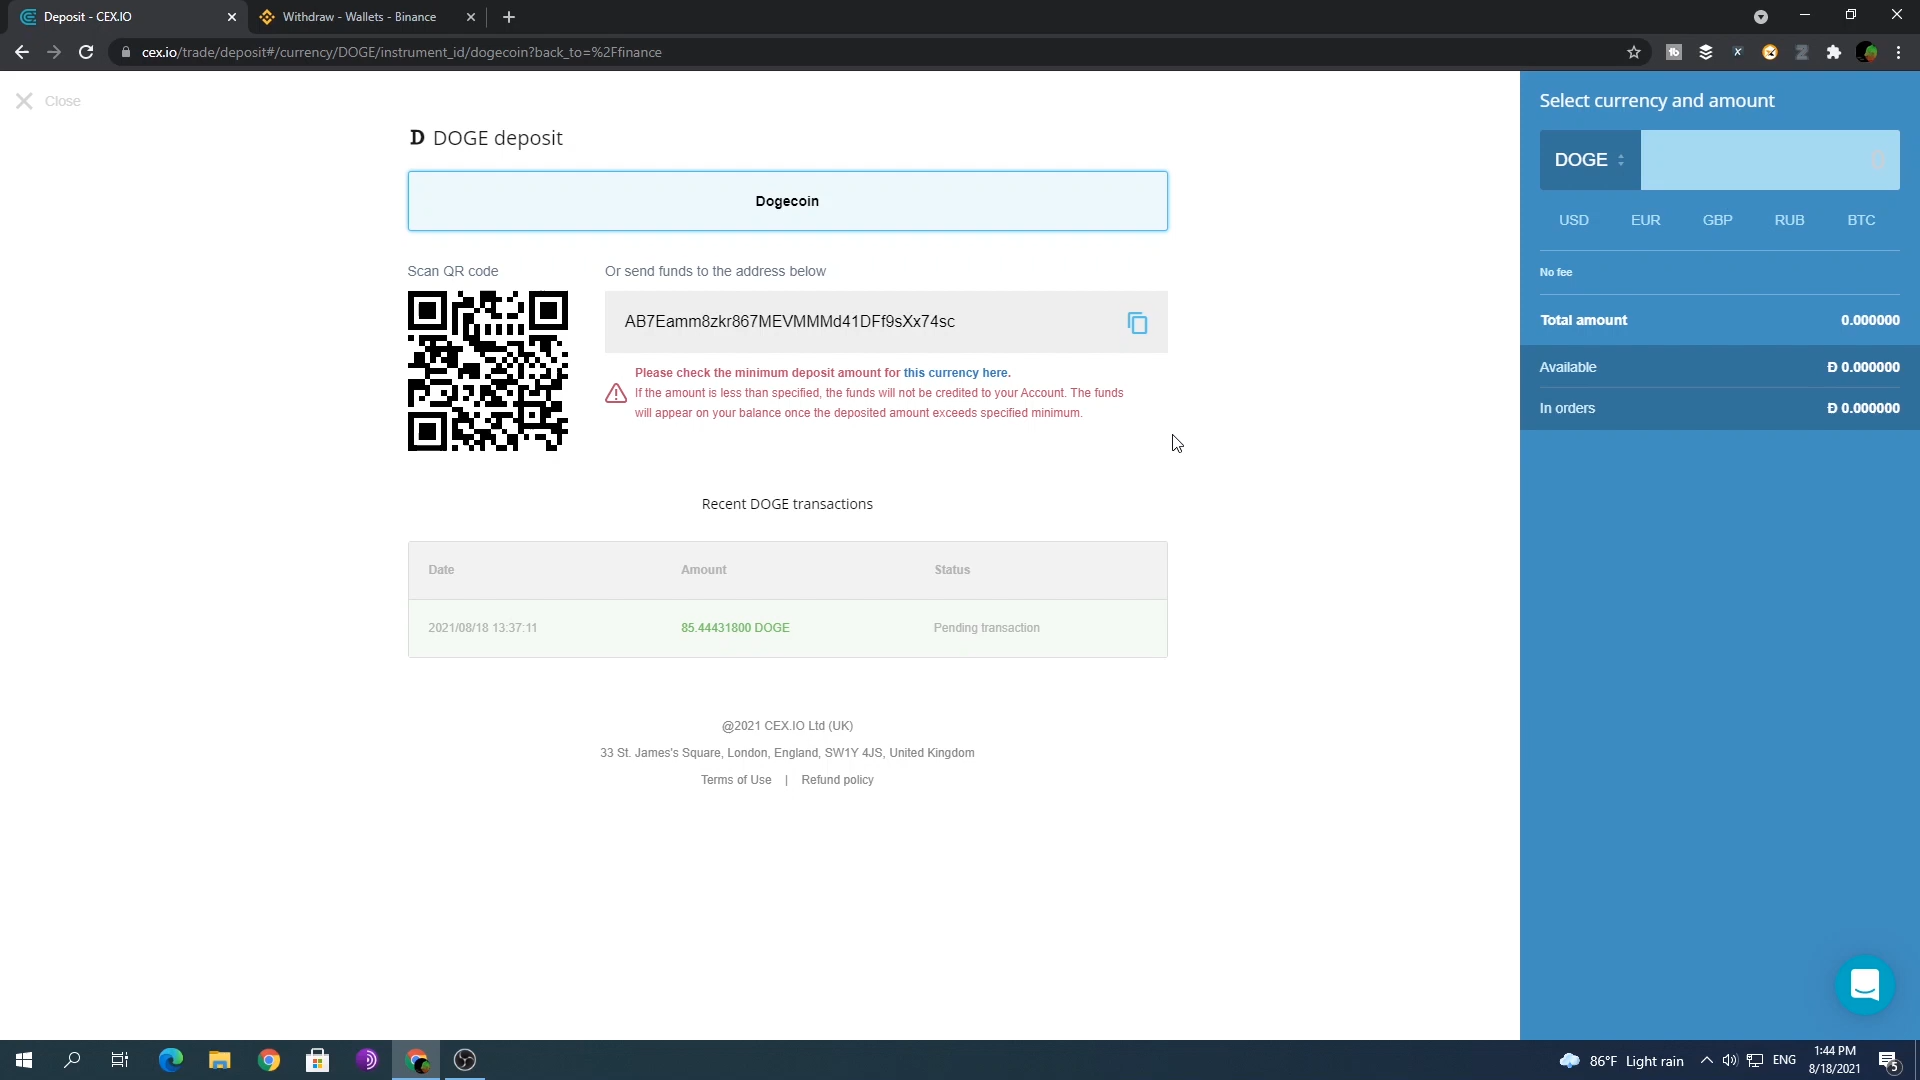 Deposit - CEX.IO
Withdraw - Wallets - Binance
cex.io/trade/deposit#/currency/DOGE/instrument_id/dogecoin?back_to=%2Ffinance
Close
DOGE deposit
Dogecoin
Scan QR code
Or send funds to the address below
AB7Eamm8zkr867MEVMMMd41DFf9sXx74sc
Please check the minimum deposit amount for this currency here.
If the amount is less than specified, the funds will not be credited to your Account. The funds
will appear on your balance once the deposited amount exceeds specified minimum.
Recent DOGE transactions
Date Amount Status
2021/08/18 13:37:11 85.44431800 DOGE Pending transaction
@2021 CEX.IO Ltd (UK)
33 St. James's Square, London, England, SW1Y 4JS, United Kingdom
Terms of Use | Refund policy
Select currency and amount
DOGE 0
USD EUR GBP RUB BTC
No fee
Total amount 0.000000
Available Ð 0.000000
In orders Ð 0.000000
86°F Light rain
ENG
1:44 PM
8/18/2021
5